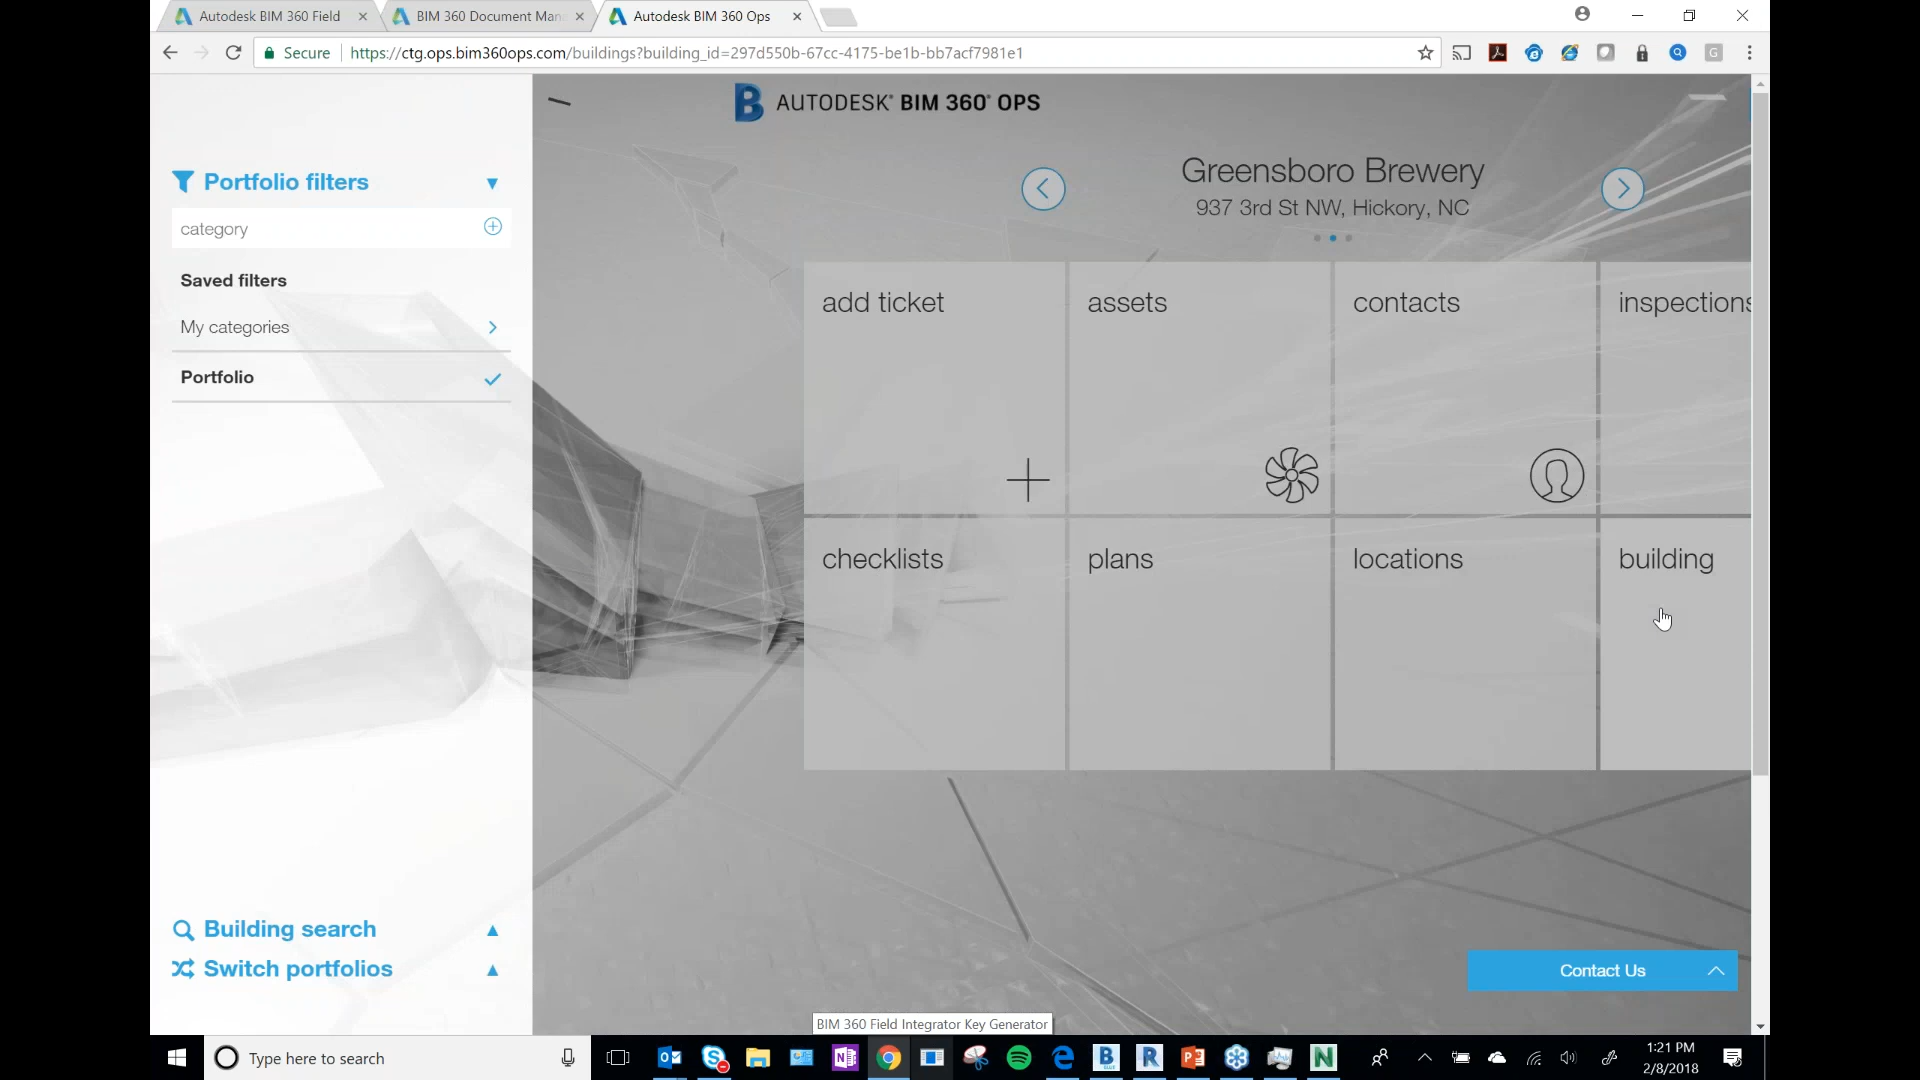 Autodesk BIM 360 Field
BIM 360 Document Man
Autodesk BIM 360 Ops
Secure
https://ctg.ops.bim360ops.com/buildings?building_id=297d550b-67cc-4175-be1b-bb7acf7981e1
G
AUTODESK® BIM 360® OPS
Portfolio filters
category
Saved filters
My categories
Portfolio
Greensboro Brewery
937 3rd St NW, Hickory, NC
add ticket
assets
contacts
inspections
checklists
plans
locations
building
Building search
Switch portfolios
Contact Us
BIM 360 Field Integrator Key Generator
Type here to search
1:21 PM
2/8/2018